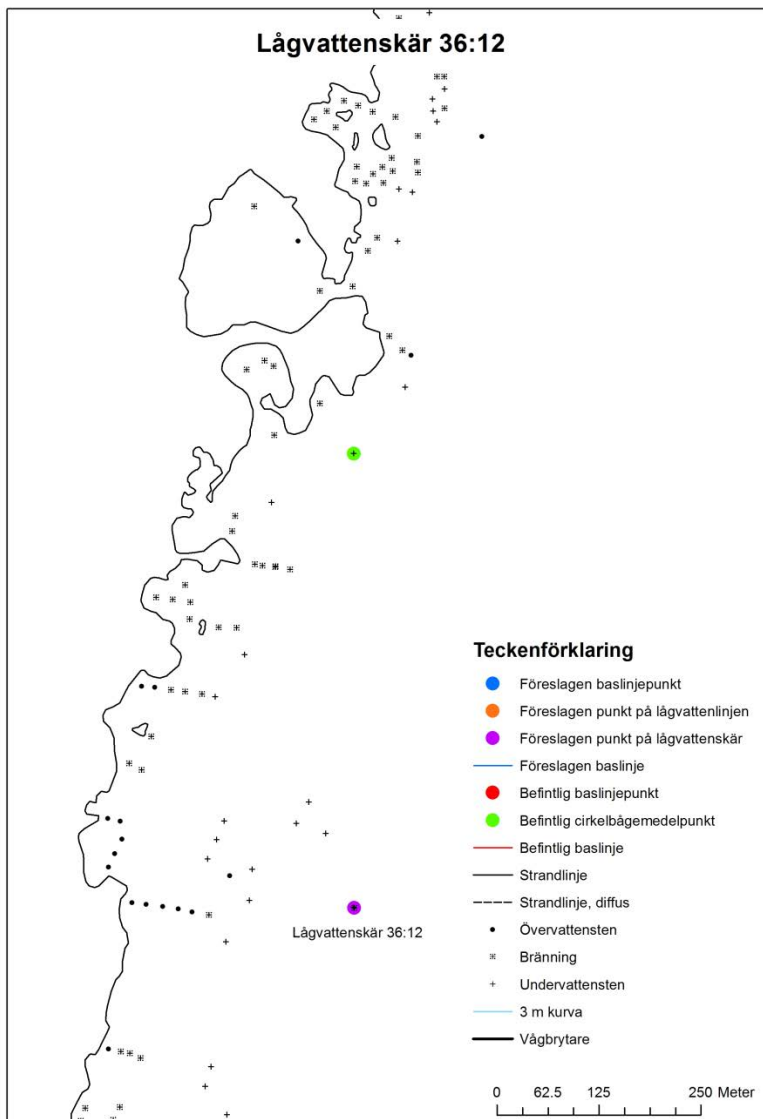 Lågvattenskär 36:12
Teckenförklaring
Föreslagen baslinjepunkt
Föreslagen punkt på lågvattenlinjen
Föreslagen punkt på lågvattenskär
Föreslagen baslinje
Befintlig baslinjepunkt
Befintlig cirkelbågemedelpunkt
Befintlig baslinje
Strandlinje
Strandlinje, diffus
Övervattensten
Bränning
Undervattensten
3 m kurva
Vågbrytare
Lågvattenskär 36:12
0 62.5 125 250 Meter